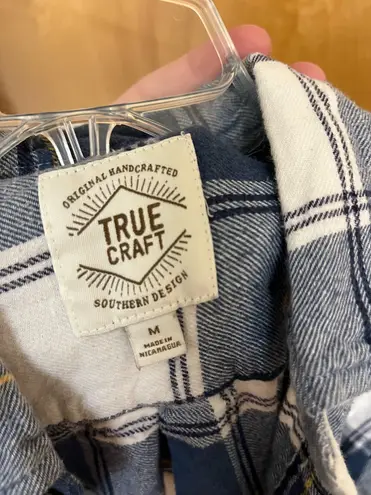 ORIGINAL HANDCRAFTED
TRUE
CRAFT
SOUTHERN DESIGN
M
MADE IN
NICARAGUA